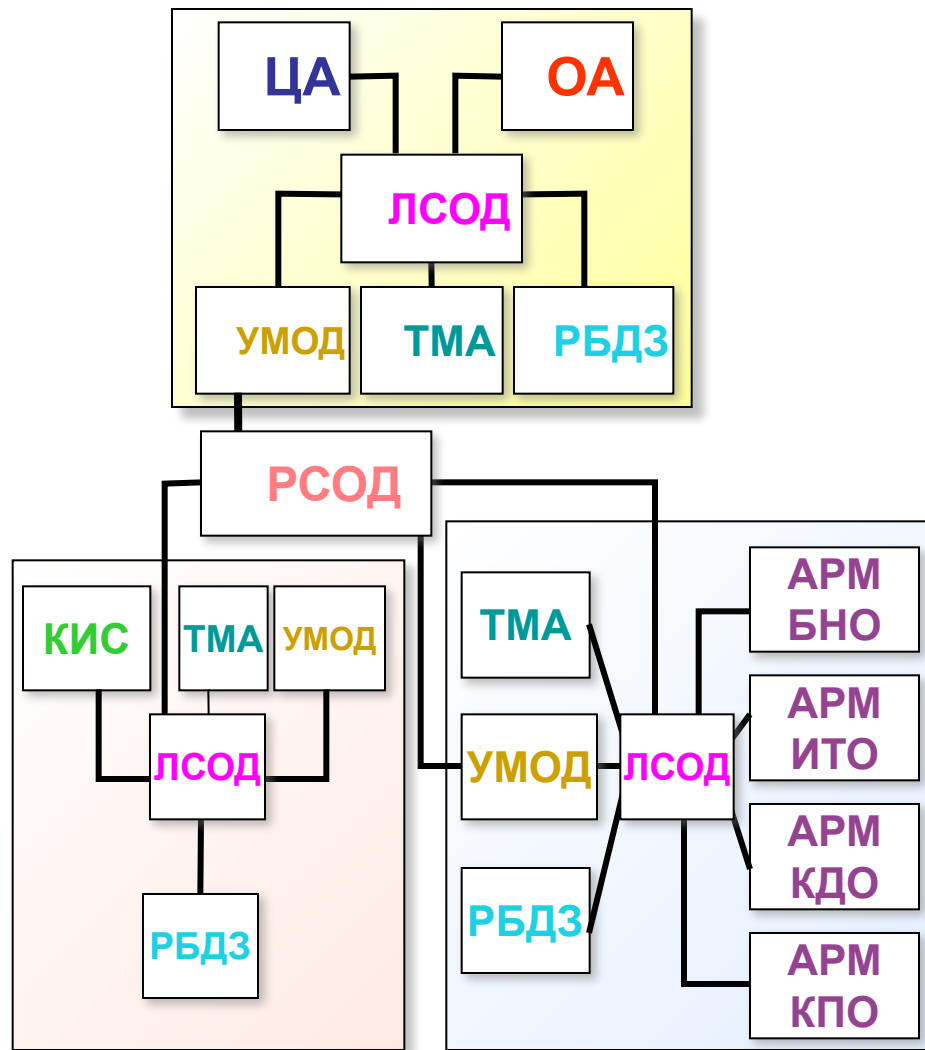 ЦА
ОА
ЛСОД
УМОД
ТМА
РБДЗ
РСОД
КИС
ТМА
УМОД
ЛСОД
РБДЗ
ТМА
УМОД
РБДЗ
ЛСОД
АРМ
БНО
АРМ
ИТО
АРМ
КДО
АРМ
КПО